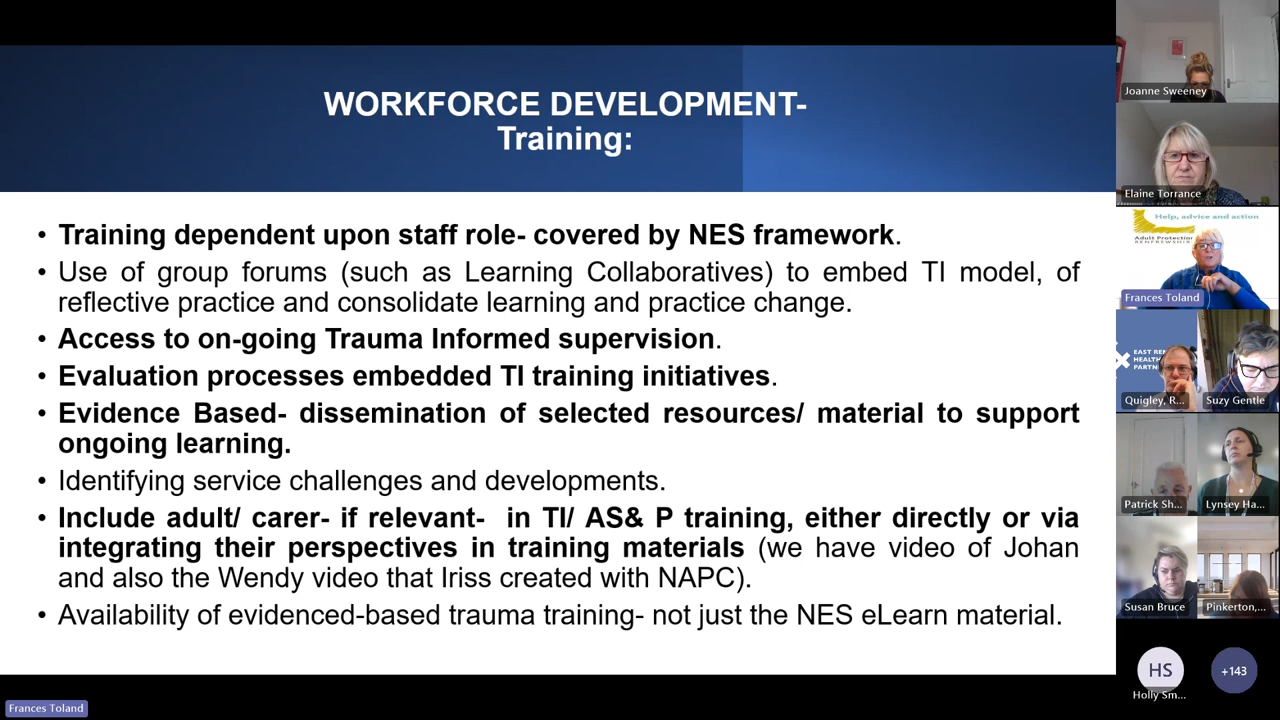 WORKFORCE DEVELOPMENT-
Training:
• Training dependent upon staff role- covered by NES framework.
• Use of group forums (such as Learning Collaboratives) to embed TI model, of
reflective practice and consolidate learning and practice change.
• Access to on-going Trauma Informed supervision.
• Evaluation processes embedded TI training initiatives.
• Evidence Based- dissemination of selected resources/ material to support
ongoing learning.
• Identifying service challenges and developments.
• Include adult/ carer- if relevant- in TI/ AS& P training, either directly or via
integrating their perspectives in training materials (we have video of Johan
and also the Wendy video that Iriss created with NAPC).
• Availability of evidenced-based trauma training- not just the NES eLearn material.
Frances Toland
Joanne Sweeney
Elaine Torrance
Help, advice and action
Adult Protection
Frances Toland
EAST REN
HEALTH
PARTN
Quigley, R...
Suzy Gentle
Patrick Sh...
Lynsey Ha...
Susan Bruce
Pinkerton,...
HS
Holly Sm...
+143